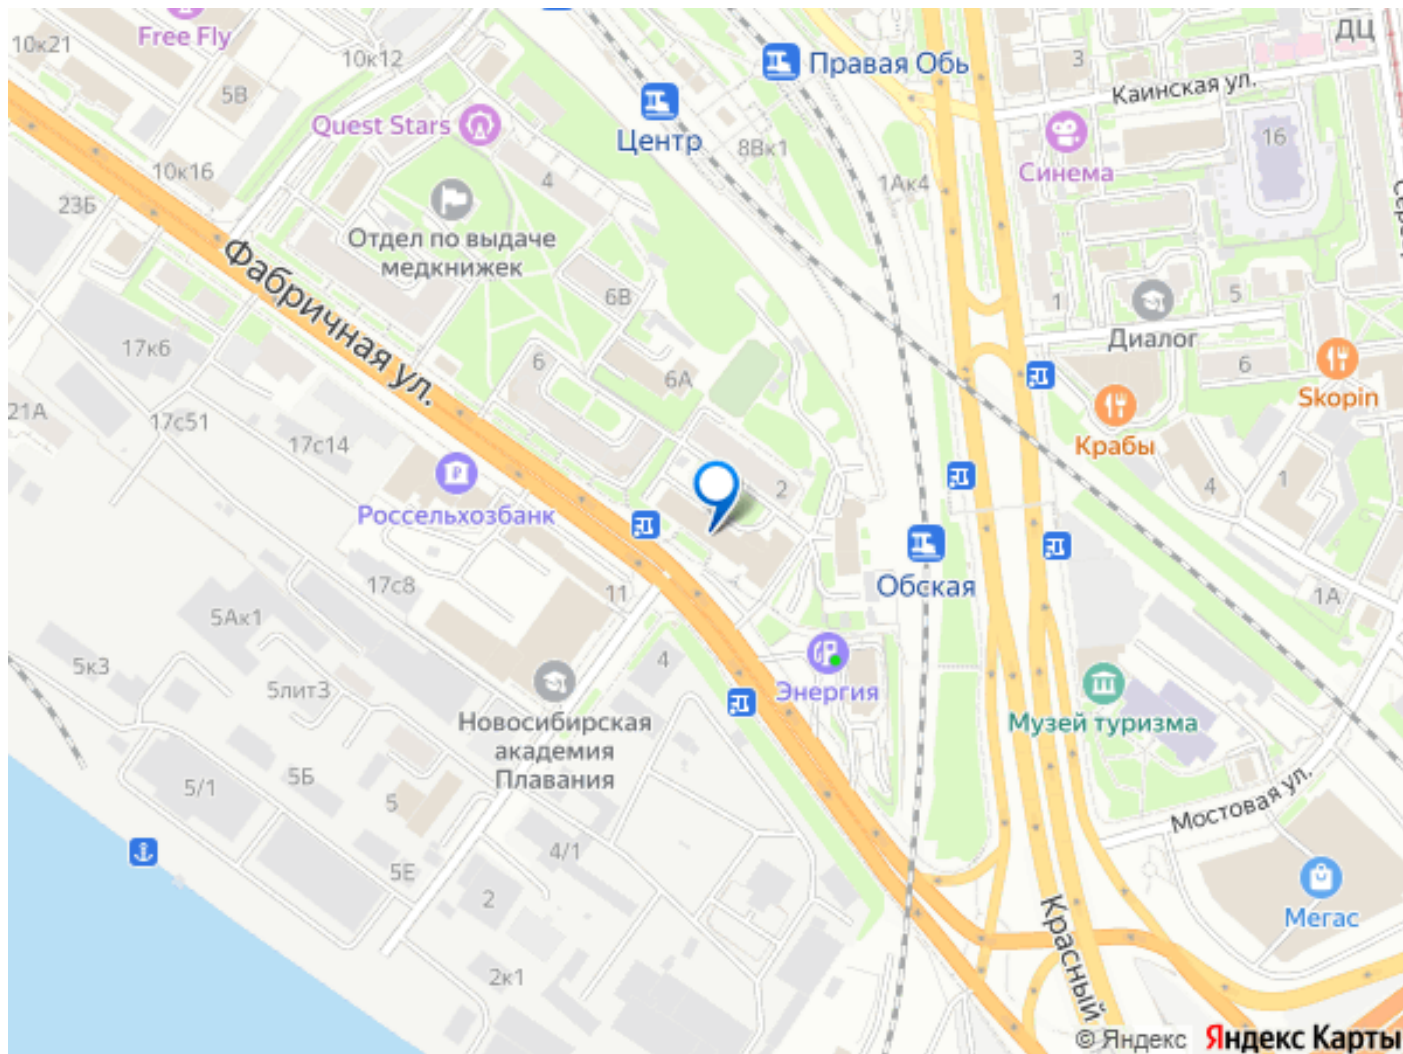 10к21
Free Fly
10к12
5В
Quest Stars
10к16
23Б
4
Отдел по выдаче
медкнижек
Центр
Правая Обь
8Вк1
1Ак4
3
ДЦ
Каинская ул.
Синема
16
Фабричная ул.
6В
6
6А
17к6
21А
17с51
17с14
Россельхозбанк
2
1
Диалог
5
6
Skopin
Крабы
4
1
Обская
1А
17с8
11
5Ак1
5к3
5лит3
4
Энергия
Новосибирская
академия
Плавания
Музей туризма
5/1
5Б
5
5Е
4/1
2
2к1
Мостовая ул.
Мегас
Красный
© Яндекс
Яндекс Карты